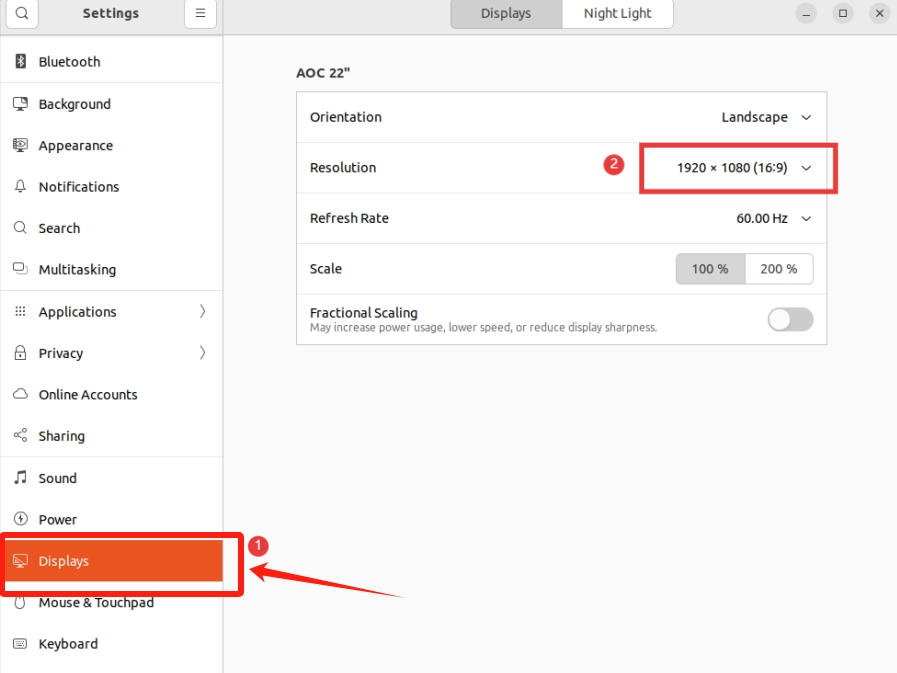 Settings
Displays
Night Light
Bluetooth
Background
Appearance
Notifications
Search
Multitasking
Applications
Privacy
Online Accounts
Sharing
Sound
Power
Displays
1
Mouse & Touchpad
Keyboard
AOC 22"
Orientation
Landscape
Resolution
2
1920 × 1080 (16:9)
Refresh Rate
60.00 Hz
Scale
100 %
200 %
Fractional Scaling
May increase power usage, lower speed, or reduce display sharpness.